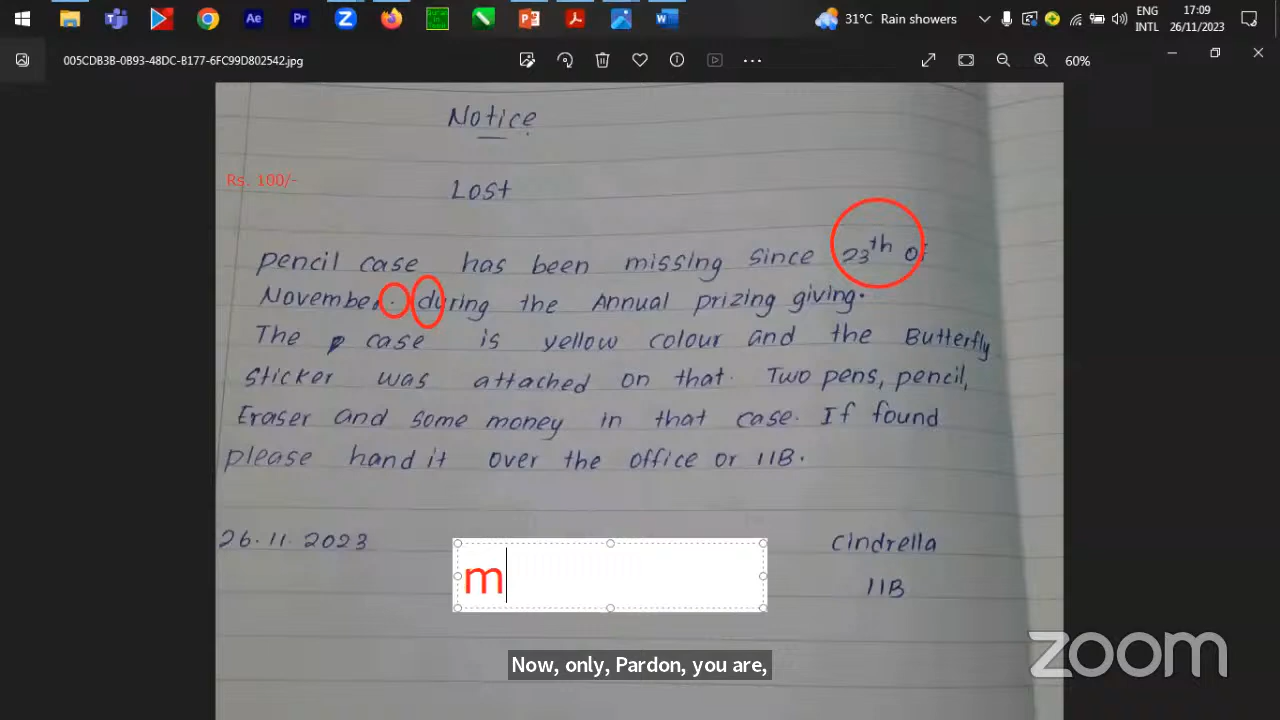 31°C Rain showers
ENG
INTL
17:09
26/11/2023
Ae
Pr
005CDB3B-0B93-48DC-B177-6FC99D802542.jpg
60%
Notice
Rs. 100/-
Lost
pencil case has been missing since 23th of
November. during the Annual prizing giving.
The p case is yellow colour and the Butterfly
sticker was attached on that. Two pens, pencil,
Eraser and some money in that case. If found
please hand it over the office or 11B.
26.11.2023
m
Cindrella
11B
zoom
Now, only, Pardon, you are,